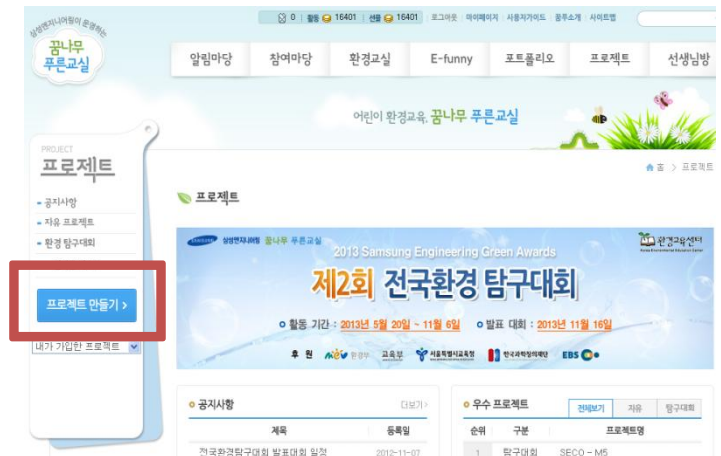 삼성엔지니어링이 운영하는
꿈나무
푸른교실
0 | 활동 16401 | 선물 16401 | 로그아웃 마이페이지 사용자가이드 꿈푸소개 사이트맵
알림마당 참여마당 환경교실 E-funny 포트폴리오 프로젝트 선생님방
어린이 환경교육, 꿈나무 푸른교실
PROJECT
프로젝트
홈 > 프로젝트
공지사항
자유 프로젝트
환경 탐구대회
프로젝트 만들기 >
내가 가입한 프로젝트
프로젝트
SAMSUNG 삼성엔지니어링 꿈나무 푸른교실
환경교육센터
2013 Samsung Engineering Green Awards
제2회 전국환경 탐구대회
활동 기간 : 2013년 5월 20일 ~ 11월 6일 발표 대회 : 2013년 11월 16일
후 원 me 환경부 교육부 서울특별시교육청 한국과학창의재단 EBS
공지사항 더보기 >
제목 등록일
전국환경탐구대회 발표대회 일정 2012-11-07
우수 프로젝트 전체보기 자유 탐구대회
순위 구분 프로젝트명
1 탐구대회 SECO - M5